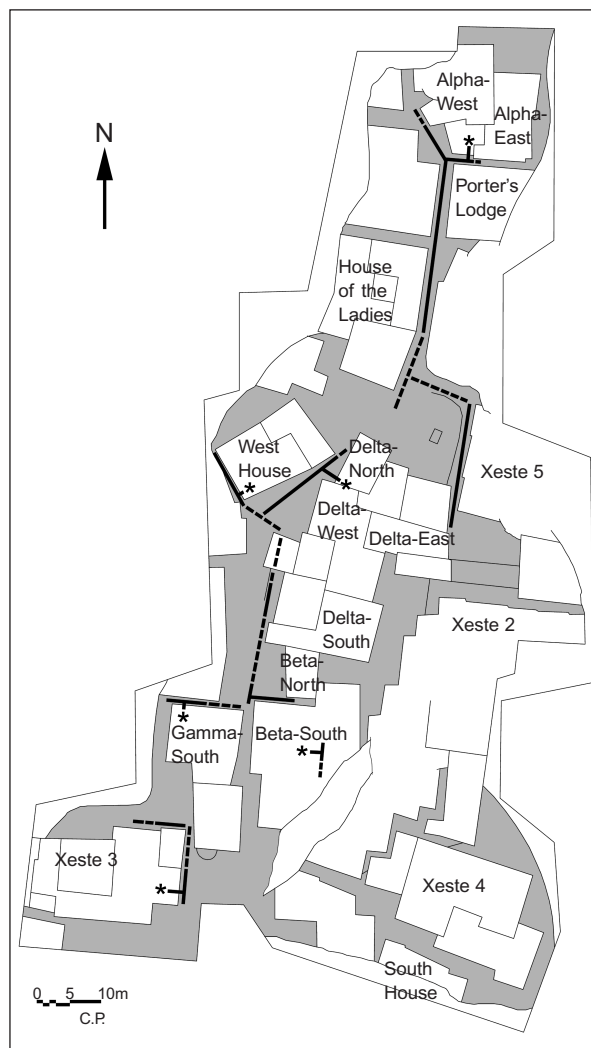 Alpha-
West
Alpha-
East
*
N
Porter's
Lodge
House
of the
Ladies
West
House
*
Delta-
North
*
Xeste 5
Delta-
West
Delta-East
Delta-
South
Xeste 2
Beta-
North
*
Gamma-
South
Beta-South
*
Xeste 3
*
Xeste 4
South
House
0 5 10m
C.P.